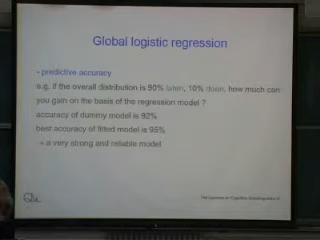 Global logistic regression
- predictive accuracy
e.g. if the overall distribution is 90% laten, 10% doen, how much can
you gain on the basis of the regression model ?
accuracy of dummy model is 92%
best accuracy of fitted model is 95%
→ a very strong and reliable model